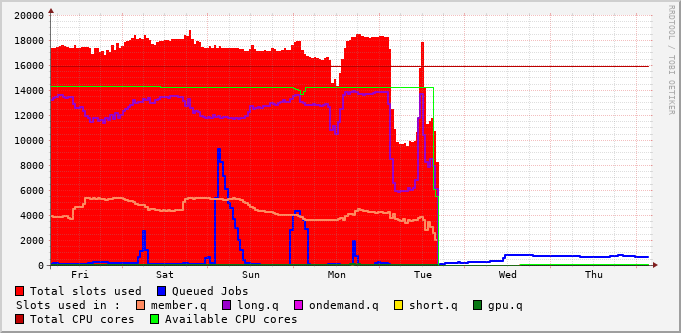 20000
18000
16000
14000
12000
10000
8000
6000
4000
2000
0
Fri Sat Sun Mon Tue Wed Thu
RRDTOOL / TOBI OETIKER
Total slots used Queued Jobs
Slots used in : member.q long.q ondemand.q short.q gpu.q
Total CPU cores Available CPU cores